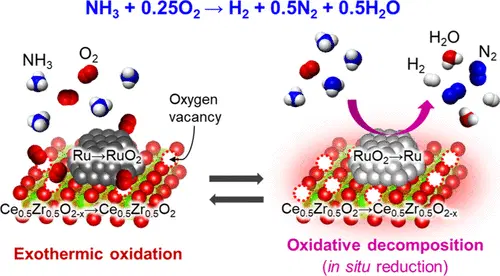 NH₃ + 0.25O₂ → H₂ + 0.5N₂ + 0.5H₂O
NH₃
O₂
Oxygen
vacancy
Ru→RuO₂
Ce₀.₅Zr₀.₅O₂₋ₓ→Ce₀.₅Zr₀.₅O₂
Exothermic oxidation
H₂O
N₂
H₂
RuO₂→Ru
Ce₀.₅Zr₀.₅O₂→Ce₀.₅Zr₀.₅O₂₋ₓ
Oxidative decomposition
(in situ reduction)